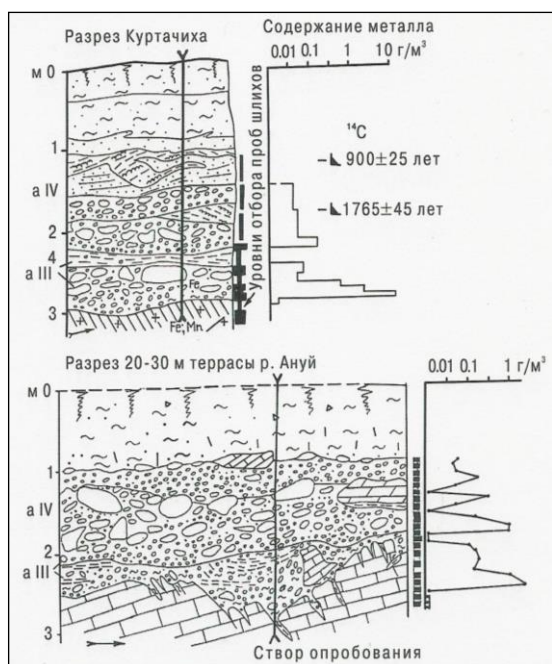 Разрез Куртачиха
Содержание металла
0.01 0.1 1 10 г/м³
м 0
1
а IV
2
4
а III
3
Fe
Fe, Mn
Уровни отбора проб шлихов
¹⁴C
900±25 лет
1765±45 лет
Разрез 20-30 м террасы р. Ануй
0.01 0.1 1 г/м³
м 0
1
а IV
2
а III
3
Створ опробования